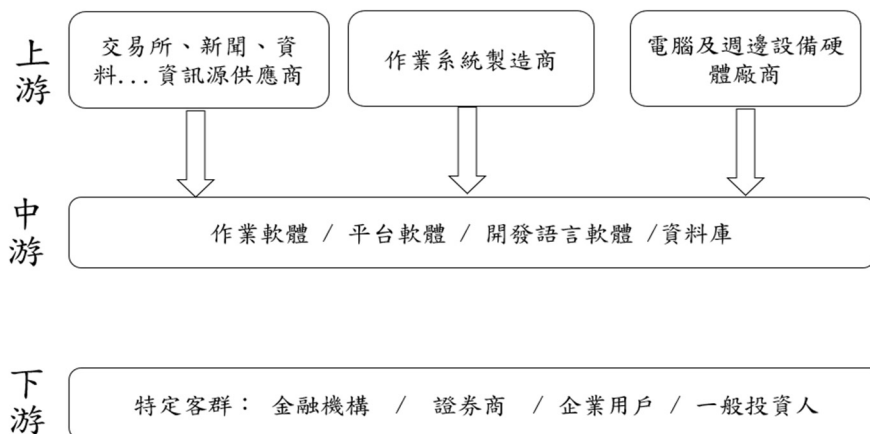 上游
交易所、新聞、資
料...資訊源供應商
作業系統製造商
電腦及週邊設備硬
體廠商
中游
作業軟體 / 平台軟體 / 開發語言軟體 /資料庫
下游
特定客群: 金融機構 / 證券商 / 企業用戶 / 一般投資人